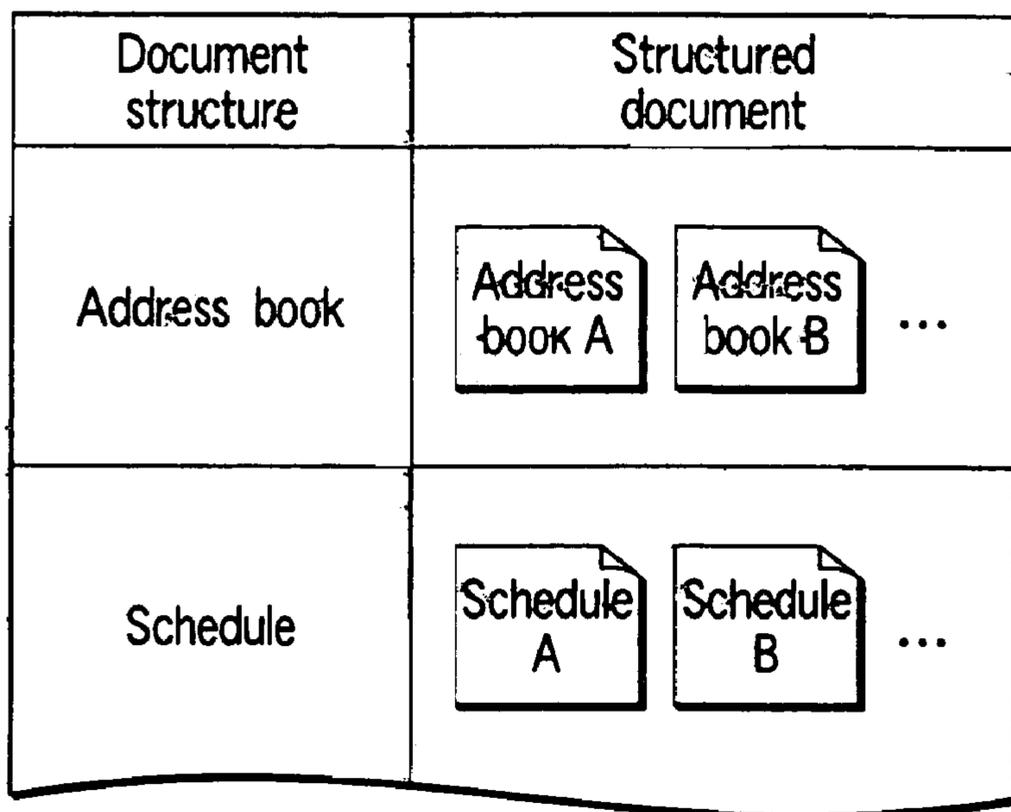 Document
structure
Structured
document
Address book
Address
book A
Address
book B
...
Schedule
Schedule
A
Schedule
B
...